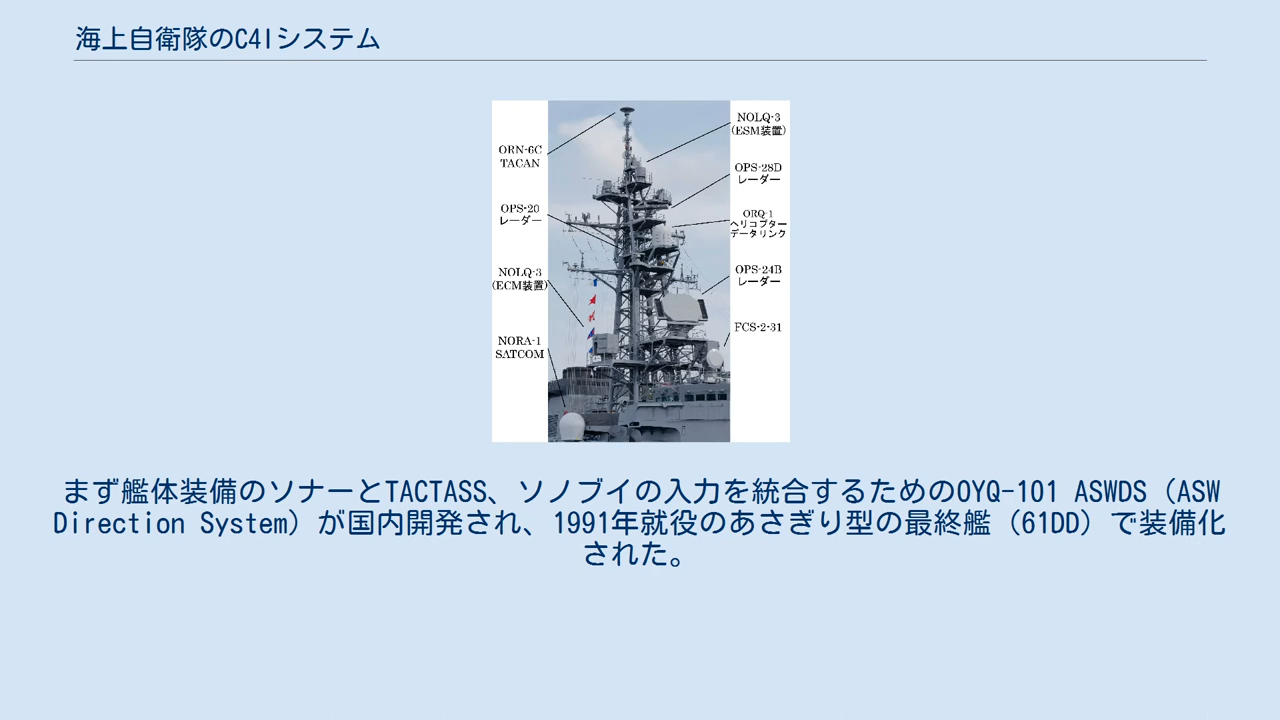 海上自衛隊のC4Iシステム
ORN-6C
TACAN
OPS-20
レーダー
NOLQ-3
(ECM装置)
NORA-1
SATCOM
NOLQ-3
(ESM装置)
OPS-28D
レーダー
ORQ-1
ヘリコプター
データリンク
OPS-24B
レーダー
FCS-2-31
まず艦体装備のソナーとTACTASS、ソノブイの入力を統合するためのOYQ-101 ASWDS（ASW
Direction System）が国内開発され、1991年就役のあさぎり型の最終艦（61DD）で装備化
された。